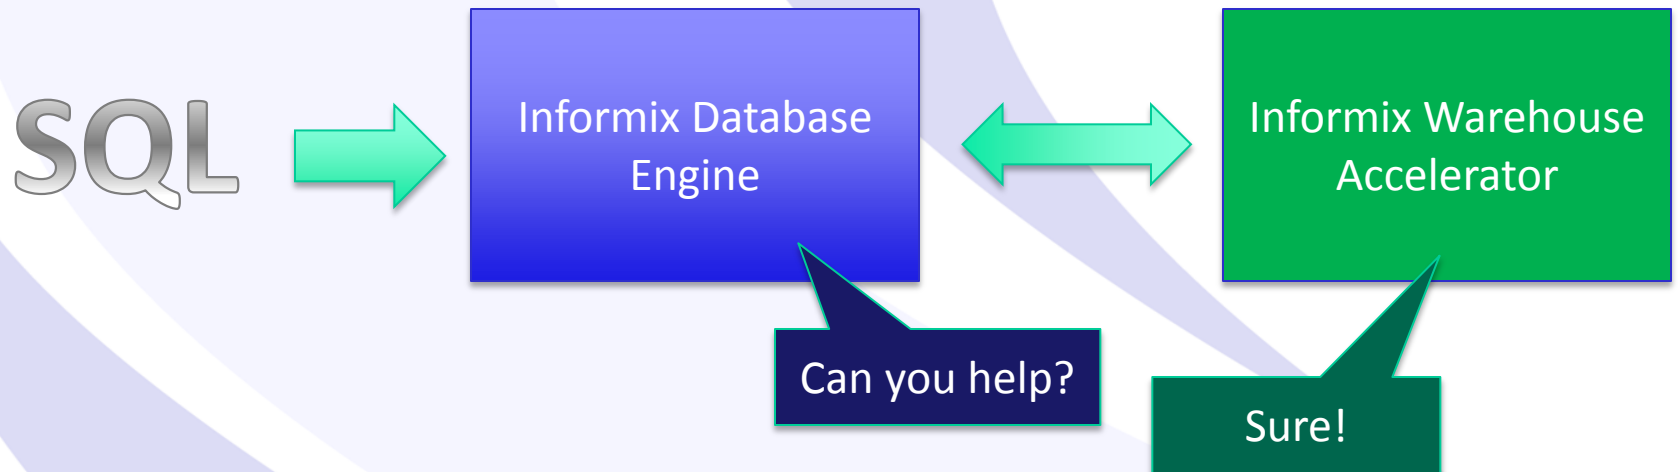 SQL
Informix Database
Engine
Informix Warehouse
Accelerator
Can you help?
Sure!